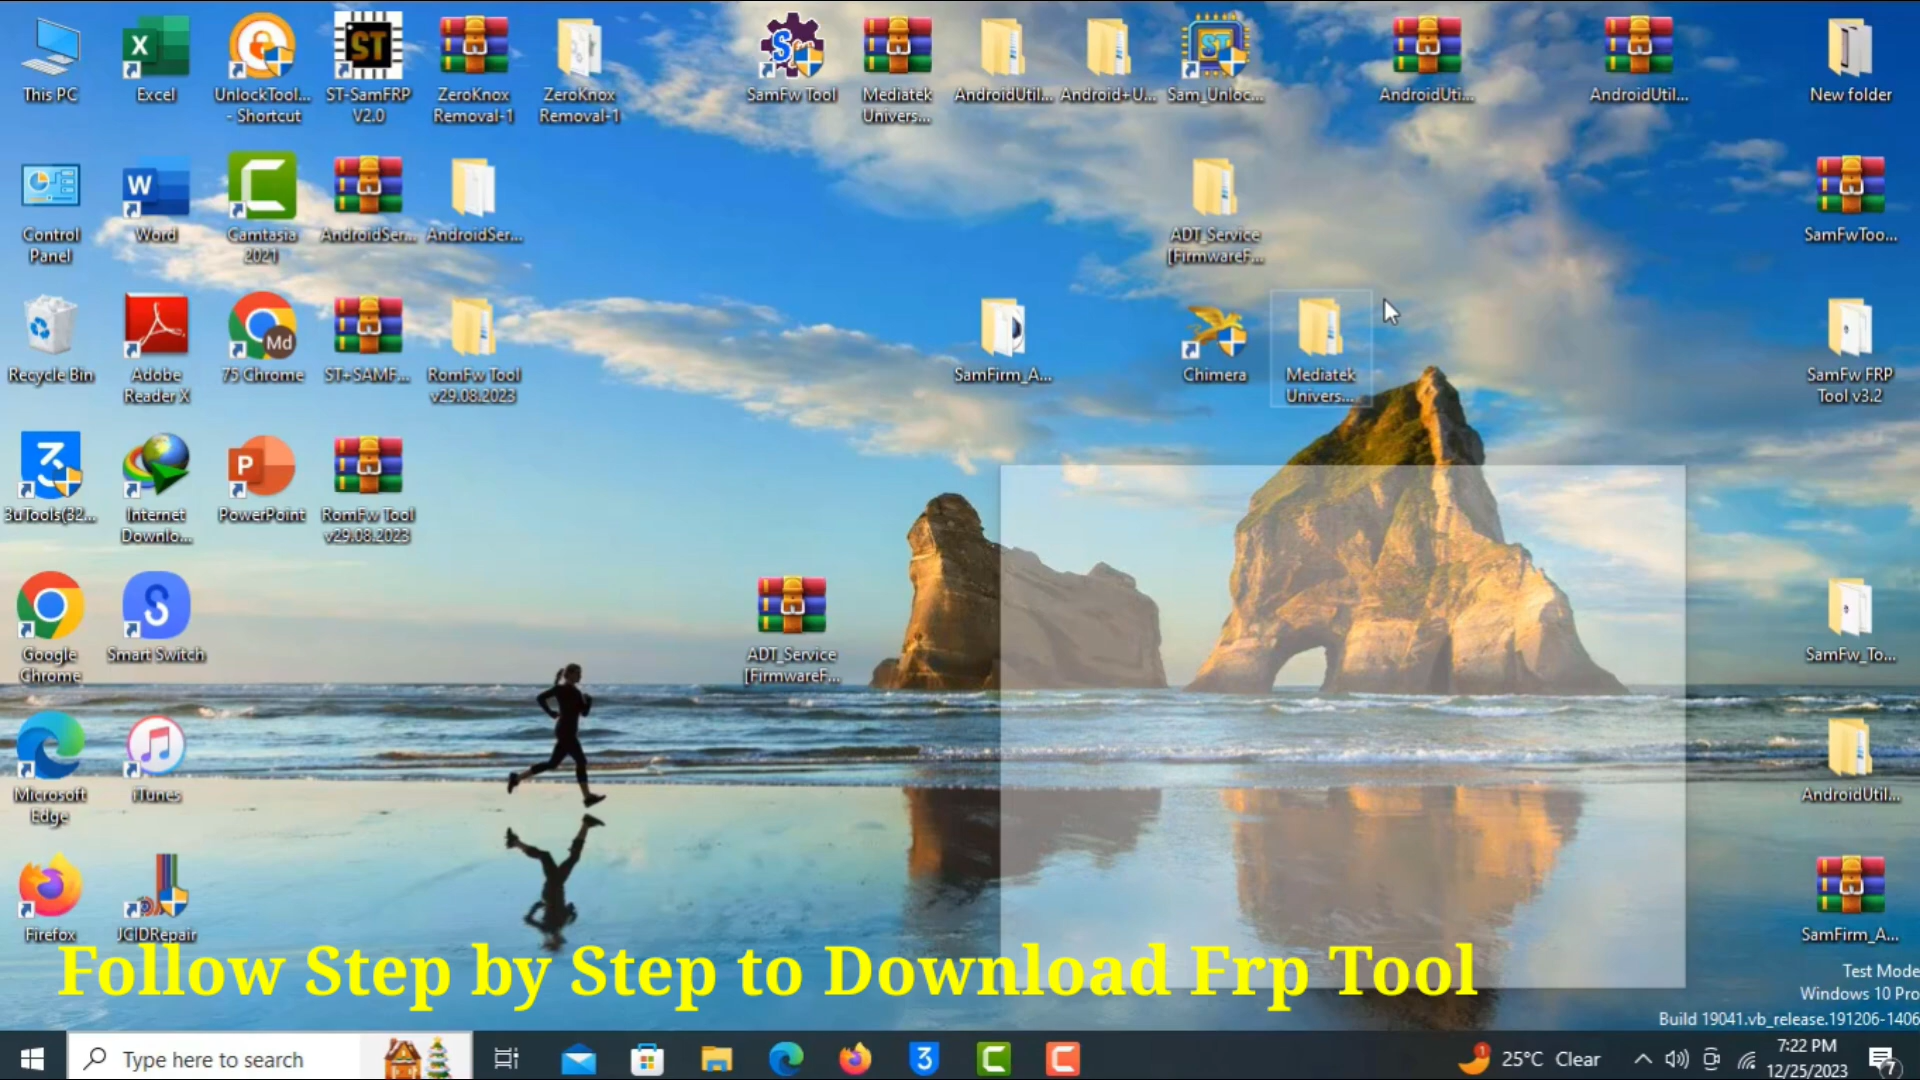 This PC
Excel
UnlockTool...
- Shortcut
ST-SamFRP
V2.0
ZeroKnox
Removal-1
ZeroKnox
Removal-1
SamFw Tool
Mediatek
Univers...
AndroidUtil...
Android+U...
Sam_Unloc...
AndroidUti...
AndroidUtil...
New folder
Control
Panel
Word
Camtasia
2021
AndroidSer...
AndroidSer...
ADT_Service
[FirmwareF...
SamFwToo...
Recycle Bin
Adobe
Reader X
75 Chrome
ST+SAMF...
RomFw Tool
v29.08.2023
SamFirm_A...
Chimera
Mediatek
Univers...
SamFw FRP
Tool v3.2
3uTools(32...
Internet
Downlo...
PowerPoint
RomFw Tool
v29.08.2023
Google
Chrome
Smart Switch
ADT_Service
[FirmwareF...
SamFw_To...
Microsoft
Edge
iTunes
AndroidUtil...
Firefox
JCIDRepair
SamFirm_A...
Follow Step by Step to Download Frp Tool
Test Mode
Windows 10 Pro
Build 19041.vb_release.191206-1406
Type here to search
25°C Clear
7:22 PM
12/25/2023